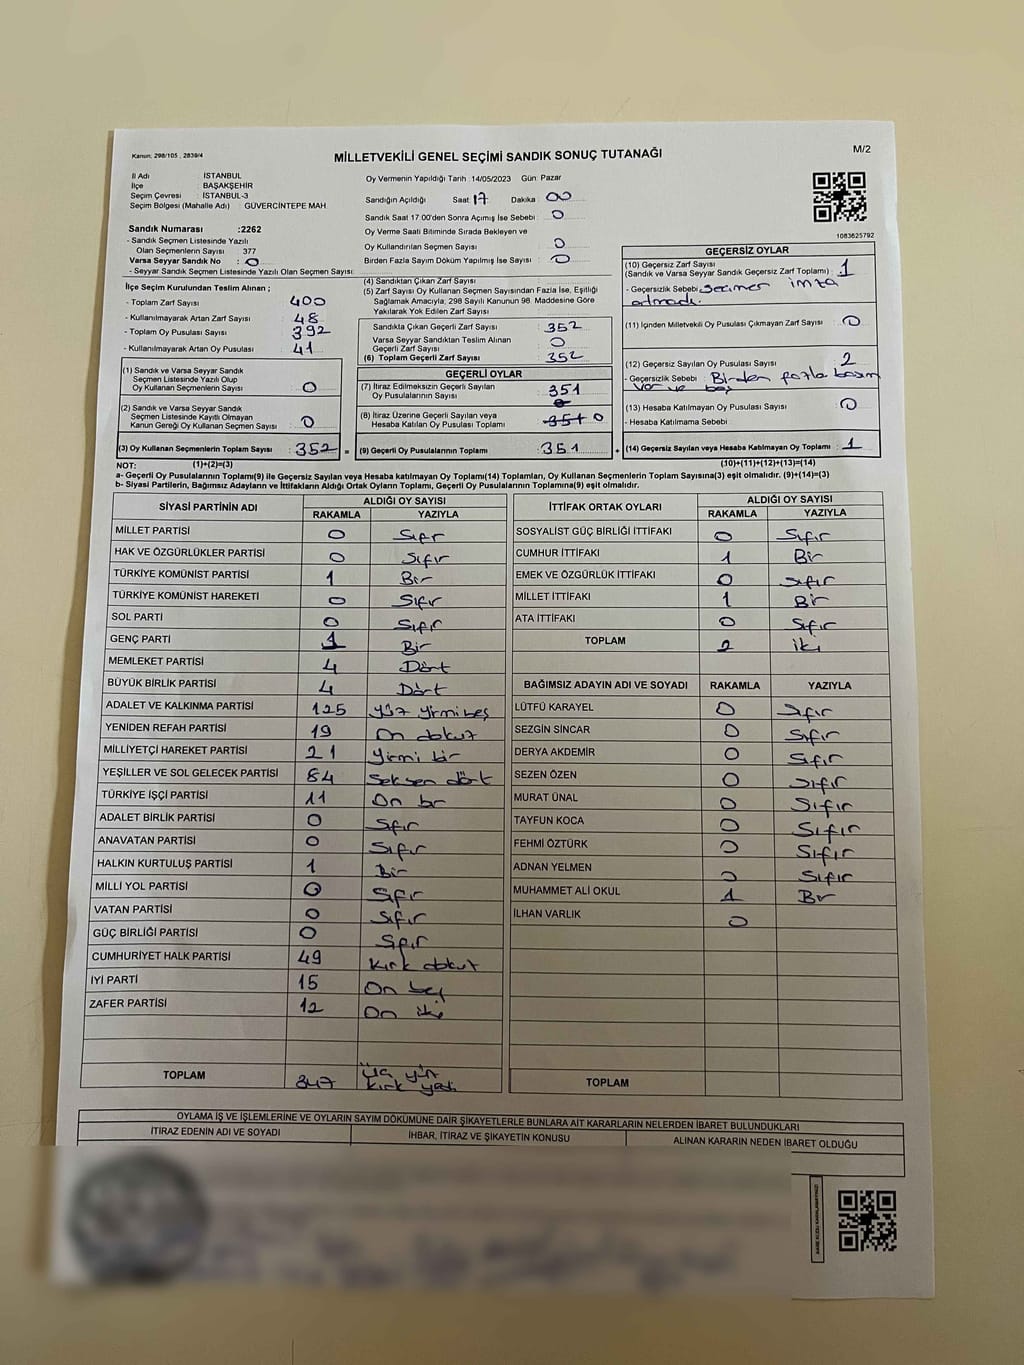 Kanun: 298/105 , 2839/4
MİLLETVEKİLİ GENEL SEÇİMİ SANDIK SONUÇ TUTANAĞI
M/2
İl Adı : İSTANBUL
İlçe : BAŞAKŞEHİR
Seçim Çevresi : İSTANBUL-3
Seçim Bölgesi (Mahalle Adı) : GÜVERCİNTEPE MAH.
Sandık Numarası :2262
- Sandık Seçmen Listesinde Yazılı
Olan Seçmenlerin Sayısı : 377
Varsa Seyyar Sandık No : 0
- Seyyar Sandık Seçmen Listesinde Yazılı Olan Seçmen Sayısı:
Oy Vermenin Yapıldığı Tarih :14/05/2023 Gün: Pazar
Sandığın Açıldığı Saat 17 Dakika 00
Sandık Saat 17:00'den Sonra Açımış İse Sebebi : 0
Oy Verme Saati Bitiminde Sırada Bekleyen ve
Oy Kullandırılan Seçmen Sayısı : 0
Birden Fazla Sayım Döküm Yapılmış İse Sayısı : 0
1083625792
İlçe Seçim Kurulundan Teslim Alınan ;
- Toplam Zarf Sayısı : 400
- Kullanılmayarak Artan Zarf Sayısı : 48
- Toplam Oy Pusulası Sayısı : 392
- Kullanılmayarak Artan Oy Pusulası : 41
(1) Sandık ve Varsa Seyyar Sandık
Seçmen Listesinde Yazılı Olup
Oy Kullanan Seçmenlerin Sayısı : 0
(2) Sandık ve Varsa Seyyar Sandık
Seçmen Listesinde Kayıtlı Olmayan
Kanun Gereği Oy Kullanan Seçmen Sayısı : 0
(3) Oy Kullanan Seçmenlerin Toplam Sayısı : 352 =
(4) Sandıktan Çıkan Zarf Sayısı :
(5) Zarf Sayısı Oy Kullanan Seçmen Sayısından Fazla İse, Eşitliği
Sağlamak Amacıyla; 298 Sayılı Kanunun 98. Maddesine Göre
Yakılarak Yok Edilen Zarf Sayısı :
Sandıkta Çıkan Geçerli Zarf Sayısı : 352
Varsa Seyyar Sandıktan Teslim Alınan
Geçerli Zarf Sayısı : 0
(6) Toplam Geçerli Zarf Sayısı : 352
GEÇERLİ OYLAR
(7) İtiraz Edilmeksizin Geçerli Sayılan
Oy Pusulalarının Sayısı : 351
(8) İtiraz Üzerine Geçerli Sayılan veya
Hesaba Katılan Oy Pusulası Toplamı : 351 0
(9) Geçerli Oy Pusulalarının Toplamı : 351 +
GEÇERSİZ OYLAR
(10) Geçersiz Zarf Sayısı
(Sandık ve Varsa Seyyar Sandık Geçersiz Zarf Toplamı) : 1
- Geçersizlik Sebebi : Seçmen imza
atmadı.
(11) İçinden Milletvekili Oy Pusulası Çıkmayan Zarf Sayısı : 0
(12) Geçersiz Sayılan Oy Pusulası Sayısı : 2
- Geçersizlik Sebebi : Birden fazla basım
var ve boş
(13) Hesaba Katılmayan Oy Pusulası Sayısı : 0
- Hesaba Katılmama Sebebi :
(14) Geçersiz Sayılan veya Hesaba Katılmayan Oy Toplamı : 1
NOT: (1)+(2)=(3)
(10)+(11)+(12)+(13)=(14)
a- Geçerli Oy Pusulalarının Toplamı(9) ile Geçersiz Sayılan veya Hesaba katılmayan Oy Toplamı(14) Toplamları, Oy Kullanan Seçmenlerin Toplam Sayısına(3) eşit olmalıdır. (9)+(14)=(3)
b- Siyasi Partilerin, Bağımsız Adayların ve İttifakların Aldığı Ortak Oyların Toplamı, Geçerli Oy Pusulalarının Toplamına(9) eşit olmalıdır.
SİYASİ PARTİNİN ADI ALDIĞI OY SAYISI
RAKAMLA YAZIYLA
MİLLET PARTİSİ 0 Sıfır
HAK VE ÖZGÜRLÜKLER PARTİSİ 0 Sıfır
TÜRKİYE KOMÜNİST PARTİSİ 1 Bir
TÜRKİYE KOMÜNİST HAREKETİ 0 Sıfır
SOL PARTİ 0 Sıfır
GENÇ PARTİ 1 Bir
MEMLEKET PARTİSİ 4 Dört
BÜYÜK BİRLİK PARTİSİ 4 Dört
ADALET VE KALKINMA PARTİSİ 125 yüz yirmi beş
YENİDEN REFAH PARTİSİ 19 On dokuz
MİLLİYETÇİ HAREKET PARTİSİ 21 yirmi bir
YEŞİLLER VE SOL GELECEK PARTİSİ 84 Seksen dört
TÜRKİYE İŞÇİ PARTİSİ 11 On bir
ADALET BİRLİK PARTİSİ 0 Sıfır
ANAVATAN PARTİSİ 0 Sıfır
HALKIN KURTULUŞ PARTİSİ 1 Bir
MİLLİ YOL PARTİSİ 0 Sıfır
VATAN PARTİSİ 0 Sıfır
GÜÇ BİRLİĞİ PARTİSİ 0 Sıfır
CUMHURİYET HALK PARTİSİ 49 Kırk dokuz
İYİ PARTİ 15 On beş
ZAFER PARTİSİ 12 On iki
TOPLAM 347 Üç yüz
kırk yedi
İTTİFAK ORTAK OYLARI ALDIĞI OY SAYISI
RAKAMLA YAZIYLA
SOSYALİST GÜÇ BİRLİĞİ İTTİFAKI 0 Sıfır
CUMHUR İTTİFAKI 1 Bir
EMEK VE ÖZGÜRLÜK İTTİFAKI 0 Sıfır
MİLLET İTTİFAKI 1 Bir
ATA İTTİFAKI 0 Sıfır
TOPLAM 2 iki
BAĞIMSIZ ADAYIN ADI VE SOYADI RAKAMLA YAZIYLA
LÜTFÜ KARAYEL 0 Sıfır
SEZGİN SİNCAR 0 Sıfır
DERYA AKDEMİR 0 Sıfır
SEZEN ÖZEN 0 Sıfır
MURAT ÜNAL 0 Sıfır
TAYFUN KOCA 0 Sıfır
FEHMİ ÖZTÜRK 0 Sıfır
ADNAN YELMEN 0 Sıfır
MUHAMMET ALİ OKUL 1 Bir
İLHAN VARLIK 0
TOPLAM
OYLAMA İŞ VE İŞLEMLERİNE VE OYLARIN SAYIM DÖKÜMÜNE DAİR ŞİKAYETLERLE BUNLARA AİT KARARLARIN NELERDEN İBARET BULUNDUKLARI
İTİRAZ EDENİN ADI VE SOYADI İHBAR, İTİRAZ VE ŞİKAYETİN KONUSU ALINAN KARARIN NEDEN İBARET OLDUĞU